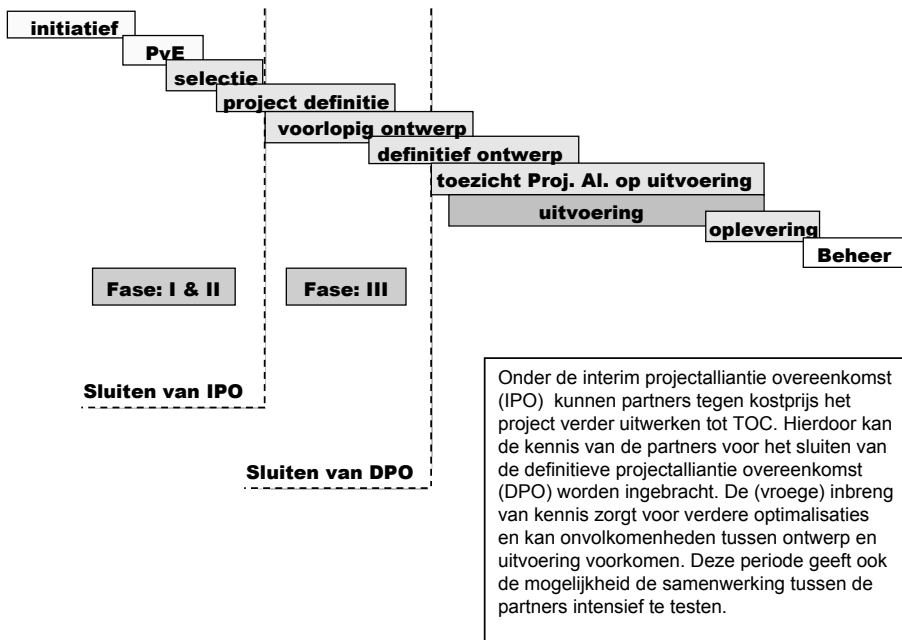 initiatief
PvE
selectie
project definitie
voorlopig ontwerp
definitief ontwerp
toezicht Proj. Al. op uitvoering
uitvoering
oplevering
Beheer
Fase: I & II
Fase: III
Sluiten van IPO
Sluiten van DPO
Onder de interim projectalliantie overeenkomst
(IPO) kunnen partners tegen kostprijs het
project verder uitwerken tot TOC. Hierdoor kan
de kennis van de partners voor het sluiten van
de definitieve projectalliantie overeenkomst
(DPO) worden ingebracht. De (vroege) inbreng
van kennis zorgt voor verdere optimalisaties
en kan onvolkomenheden tussen ontwerp en
uitvoering voorkomen. Deze periode geeft ook
de mogelijkheid de samenwerking tussen de
partners intensief te testen.